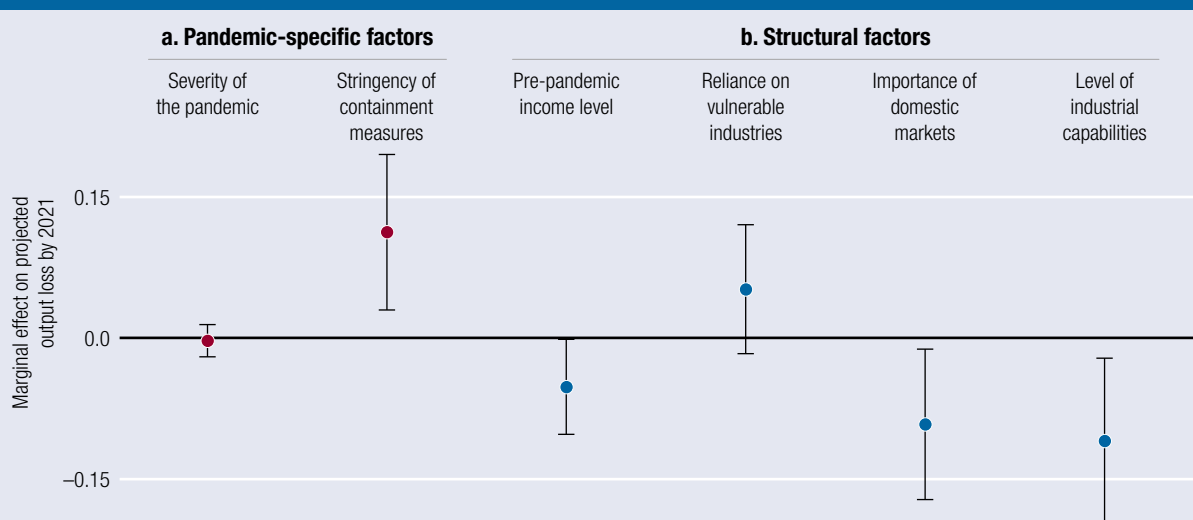 a. Pandemic-specific factors
b. Structural factors
Severity of
the pandemic
Stringency of
containment
measures
Pre-pandemic
income level
Reliance on
vulnerable
industries
Importance of
domestic
markets
Level of
industrial
capabilities
Marginal effect on projected
output loss by 2021
0.15
0.0
–0.15